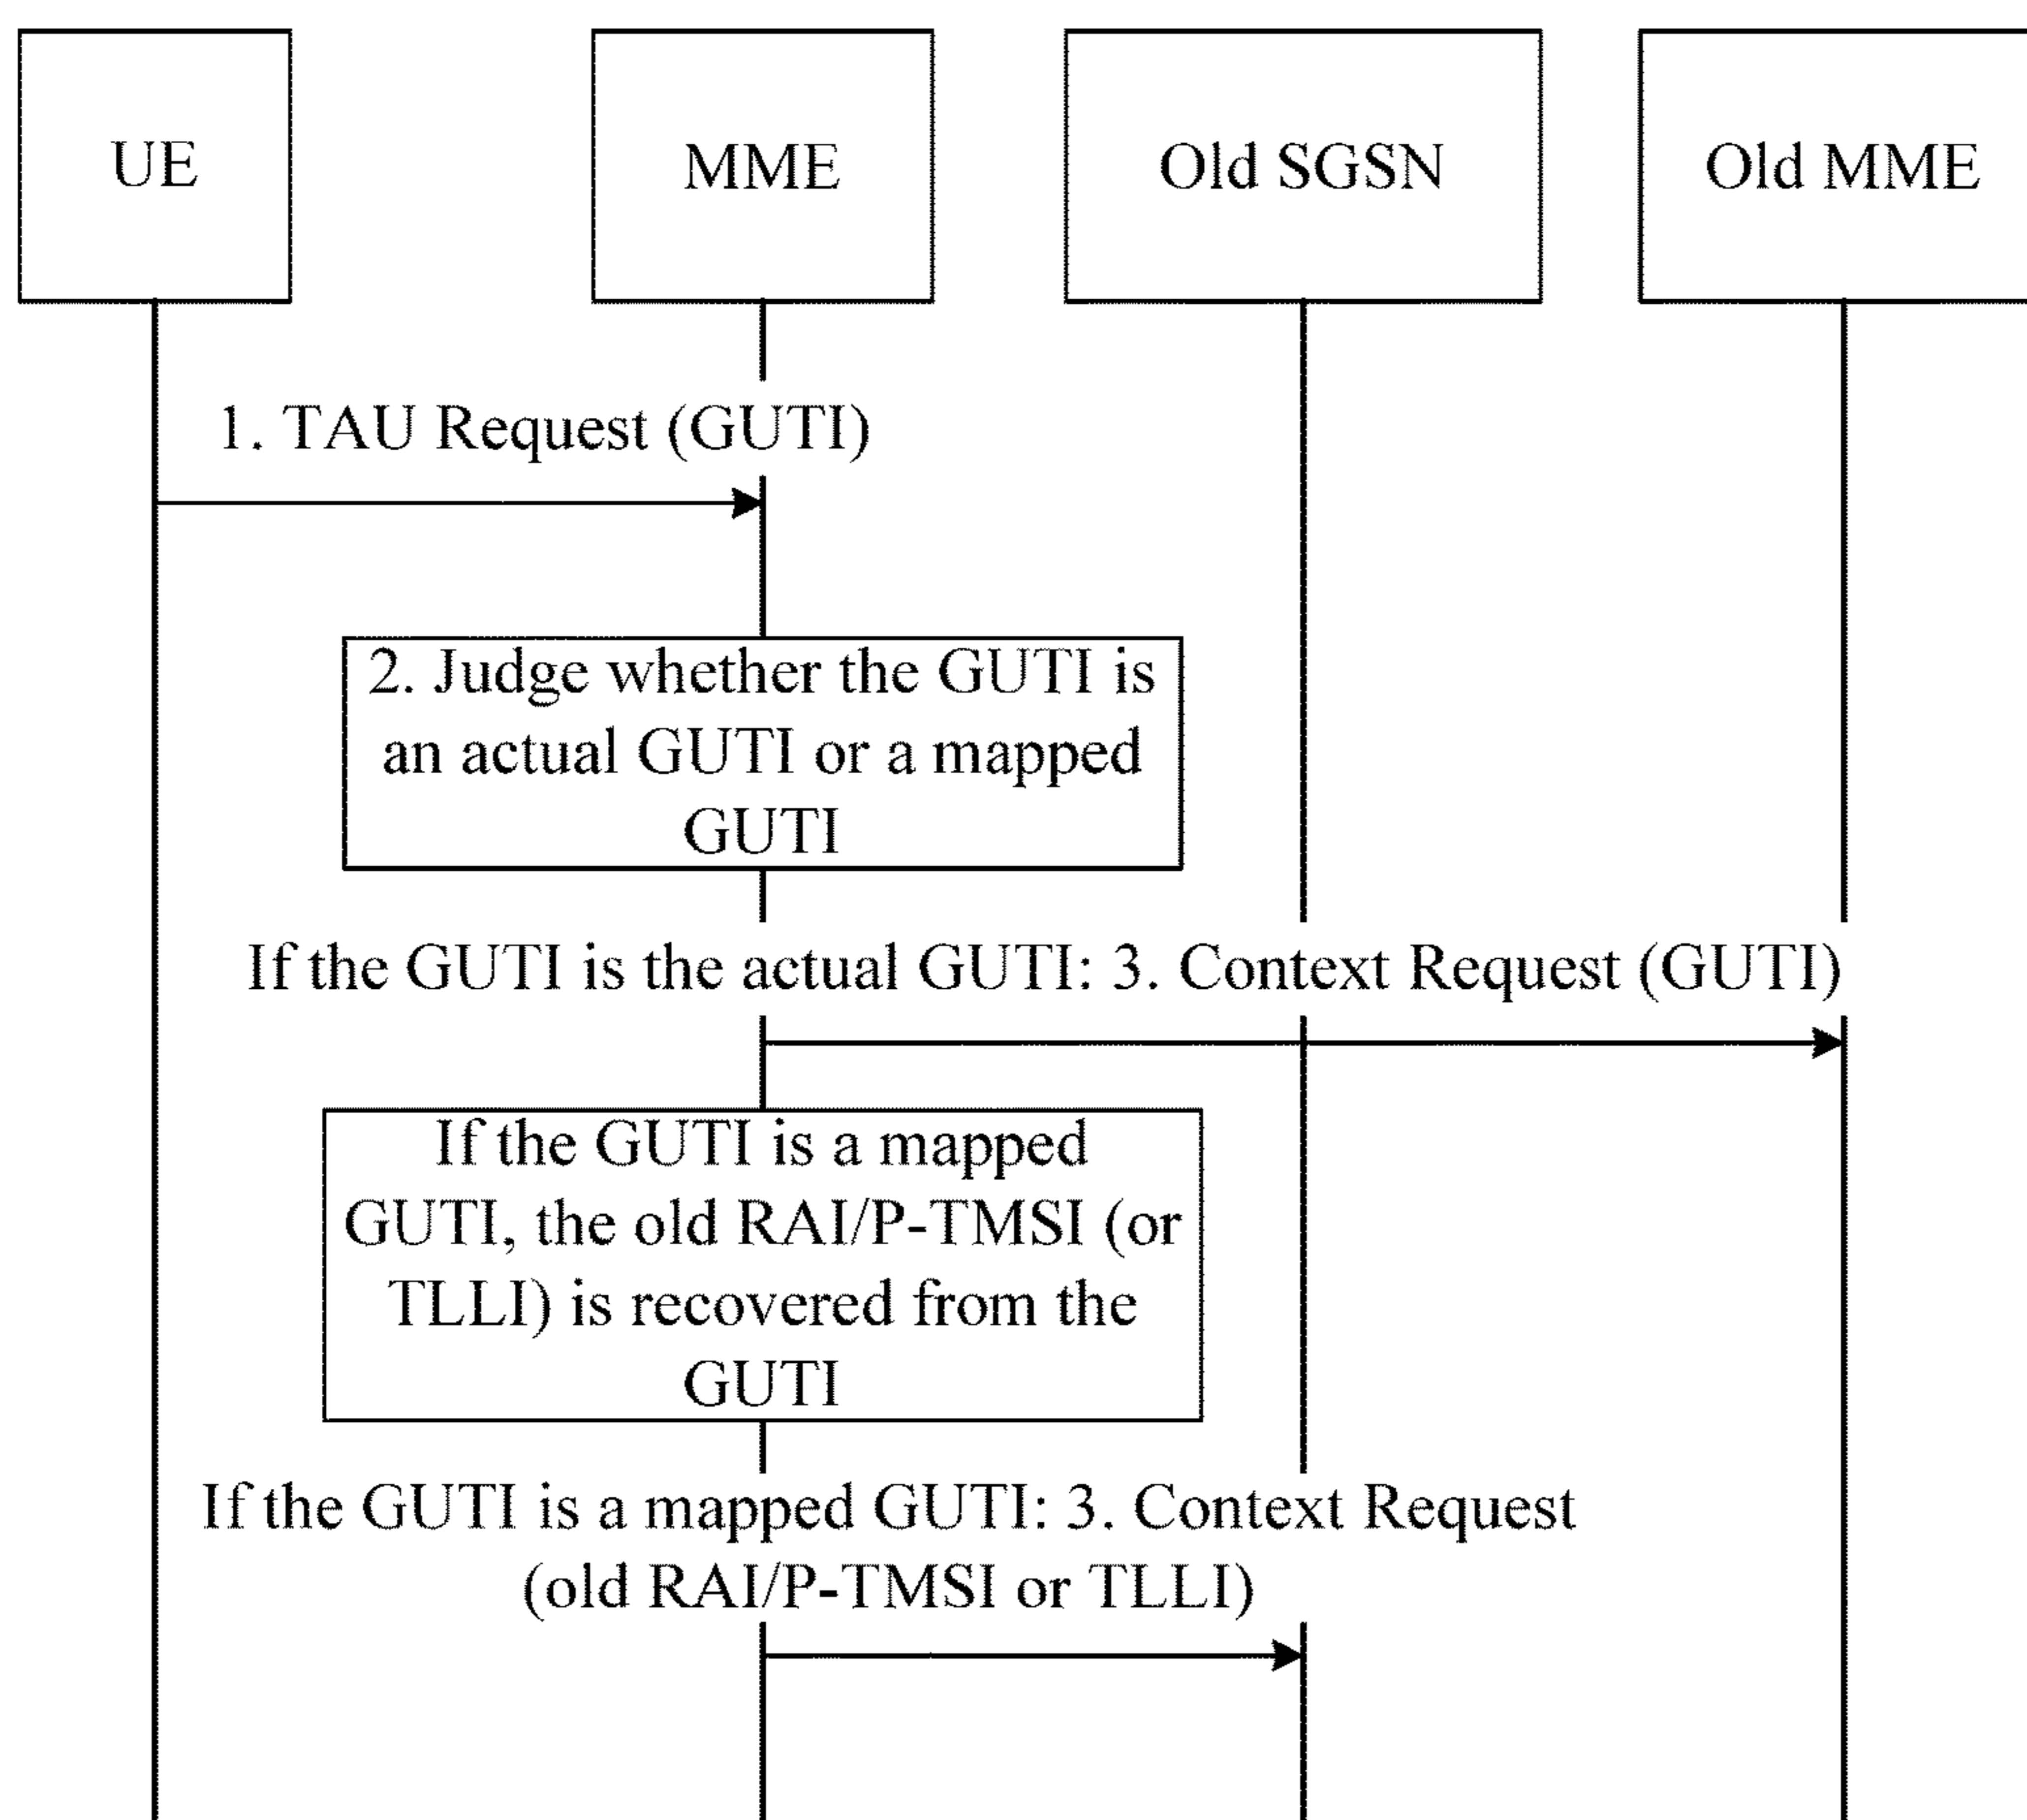 UE
MME
Old SGSN
Old MME
1. TAU Request (GUTI)
2. Judge whether the GUTI is
an actual GUTI or a mapped
GUTI
If the GUTI is the actual GUTI: 3. Context Request (GUTI)
If the GUTI is a mapped
GUTI, the old RAI/P-TMSI (or
TLLI) is recovered from the
GUTI
If the GUTI is a mapped GUTI: 3. Context Request
(old RAI/P-TMSI or TLLI)